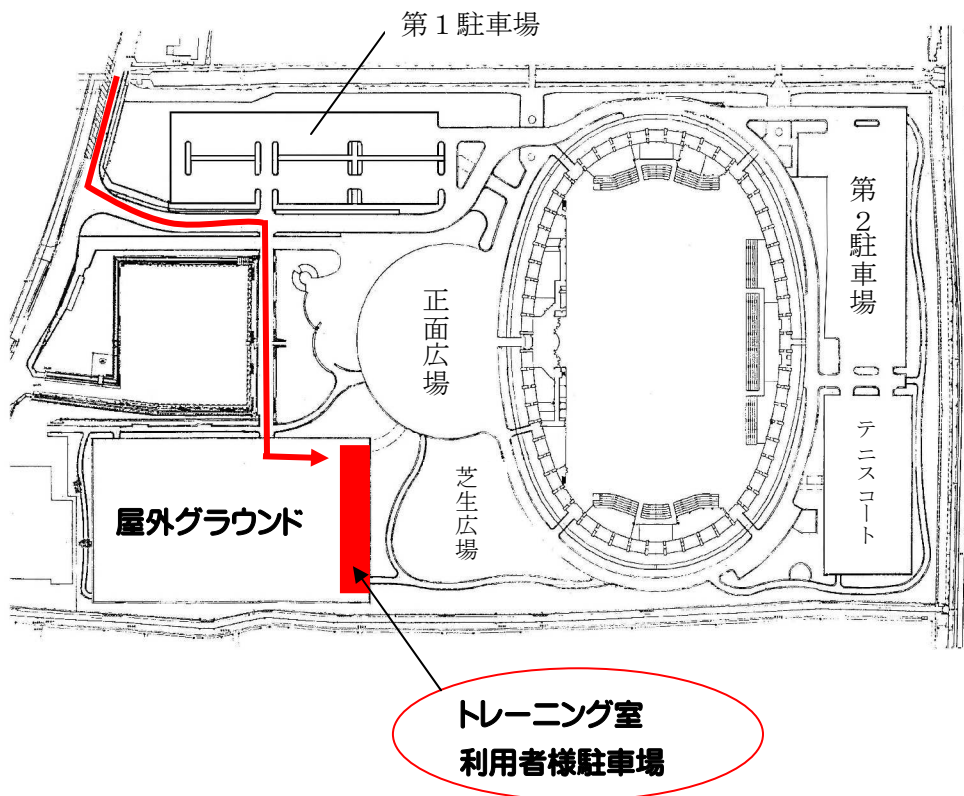 第１駐車場
第２駐車場
正面広場
テニスコート
芝生広場
屋外グラウンド
トレーニング室
利用者様駐車場